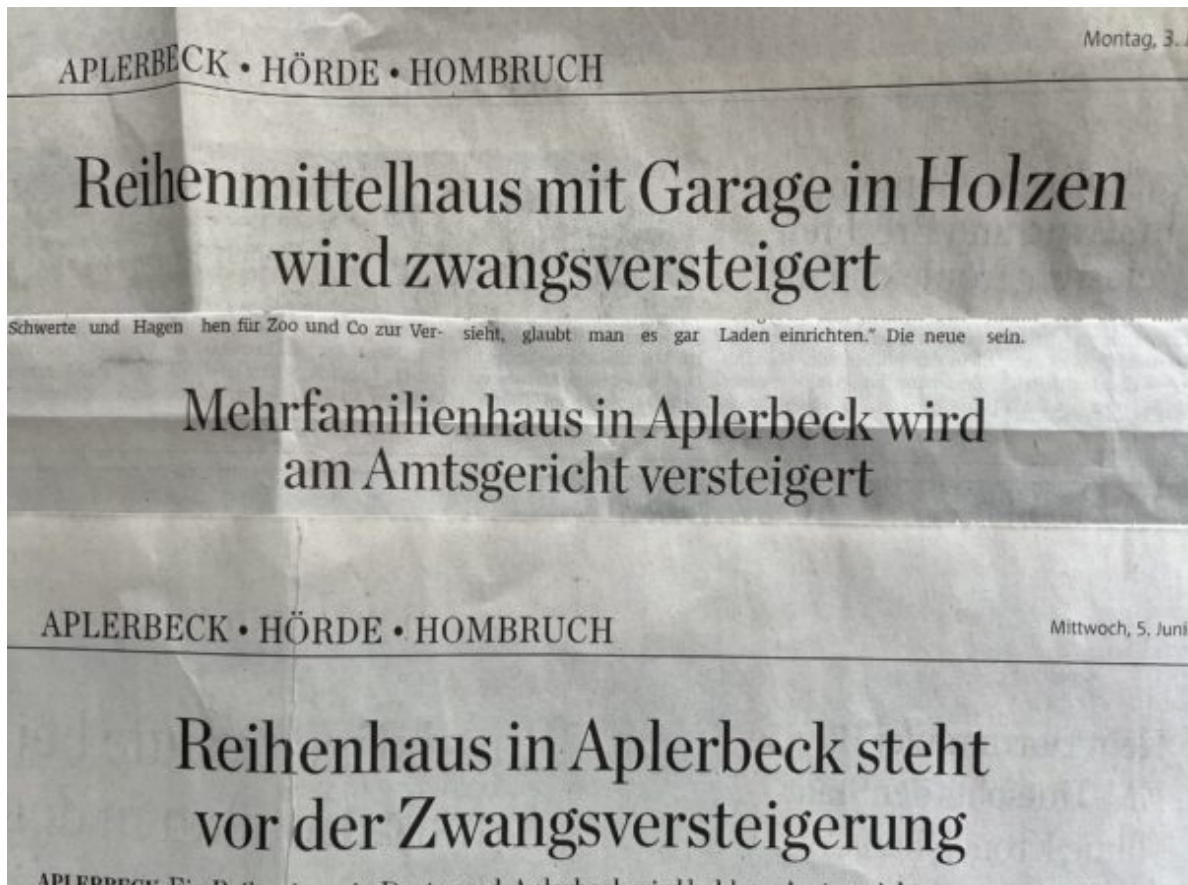 Montag, 3.
APLERBECK • HÖRDE • HOMBRUCH
Reihenmittelhaus mit Garage in Holzen
wird zwangsversteigert
Schwerte und Hagen hen für Zoo und Co zur Ver- sieht, glaubt man es gar Laden einrichten.“ Die neue sein.
Mehrfamilienhaus in Aplerbeck wird
am Amtsgericht versteigert
APLERBECK • HÖRDE • HOMBRUCH
Mittwoch, 5. Juni
Reihenhaus in Aplerbeck steht
vor der Zwangsversteigerung
APLERBECK